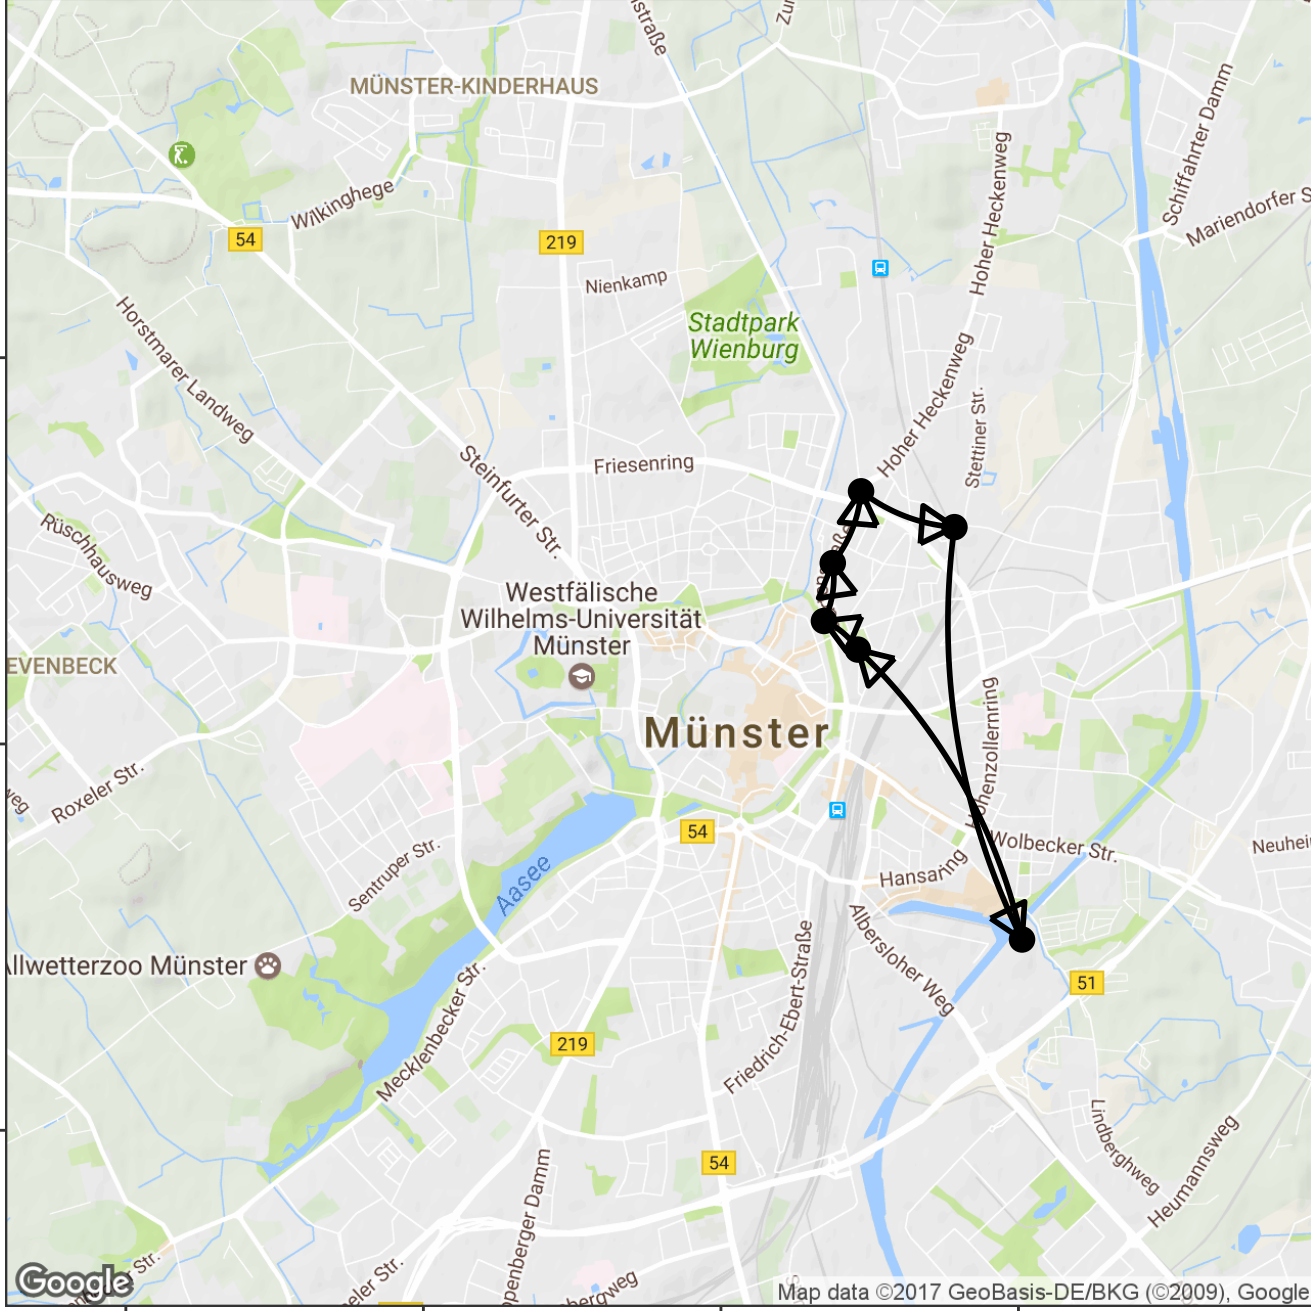 MÜNSTER-KINDERHAUS
Schiffahrter Damm
Hoher Heckenweg
Wilkinghege
Mariendorfer S
54
219
Nienkamp
Stadtpark
Wienburg
Horstmarer Landweg
Hoher Heckenweg
Stettiner Str.
Steinfurter Str.
Friesenring
Rüschhausweg
Westfälische
Wilhelms-Universität
Münster
EVENBECK
Münster
Hohenzollernring
Roxeler Str.
weg
54
Wolbecker Str.
Neuhei
Sentruper Str.
Hansaring
Aasee
Albersloher Weg
Friedrich-Ebert-Straße
Allwetterzoo Münster
51
Mecklenbecker Str.
219
Lindberghweg
Heumannsweg
54
Google
Map data ©2017 GeoBasis-DE/BKG (©2009), Google